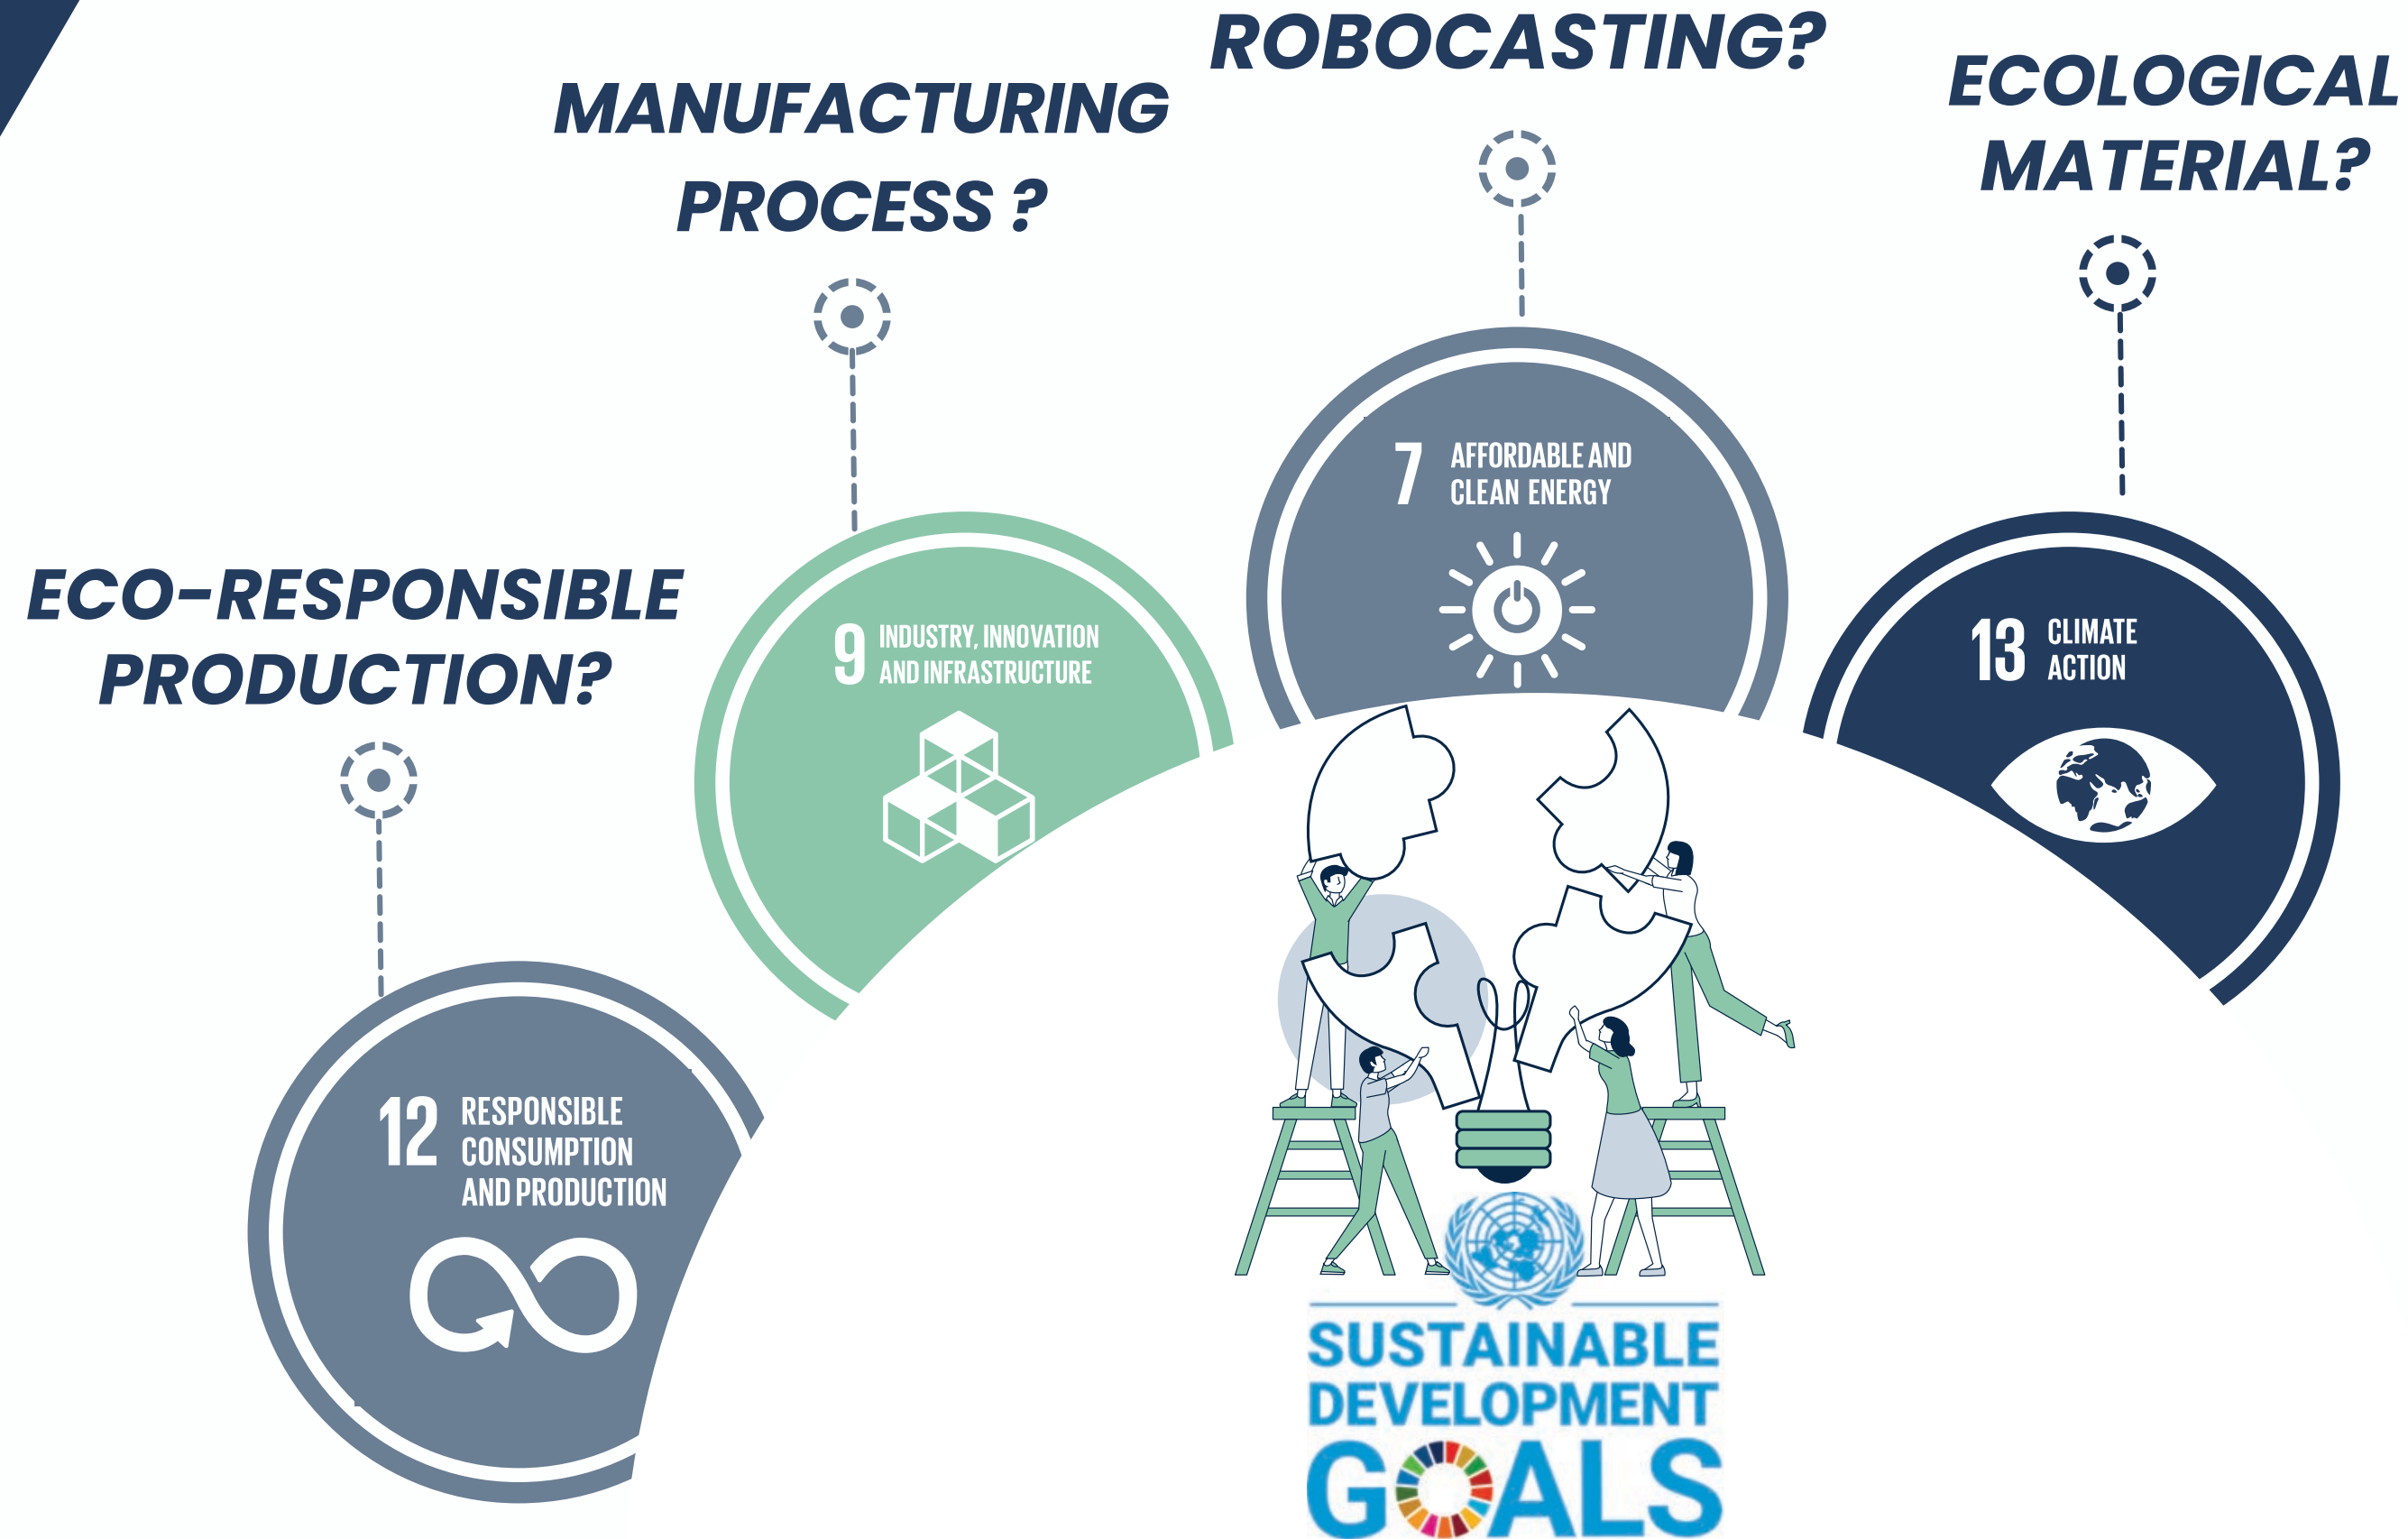 ROBOCASTING?
ECOLOGICAL
MATERIAL?
MANUFACTURING
PROCESS ?
ECO-RESPONSIBLE
PRODUCTION?
7
AFFORDABLE AND
CLEAN ENERGY
9
INDUSTRY, INNOVATION
AND INFRASTRUCTURE
13
CLIMATE
ACTION
12
RESPONSIBLE
CONSUMPTION
AND PRODUCTION
SUSTAINABLE
DEVELOPMENT
GOALS